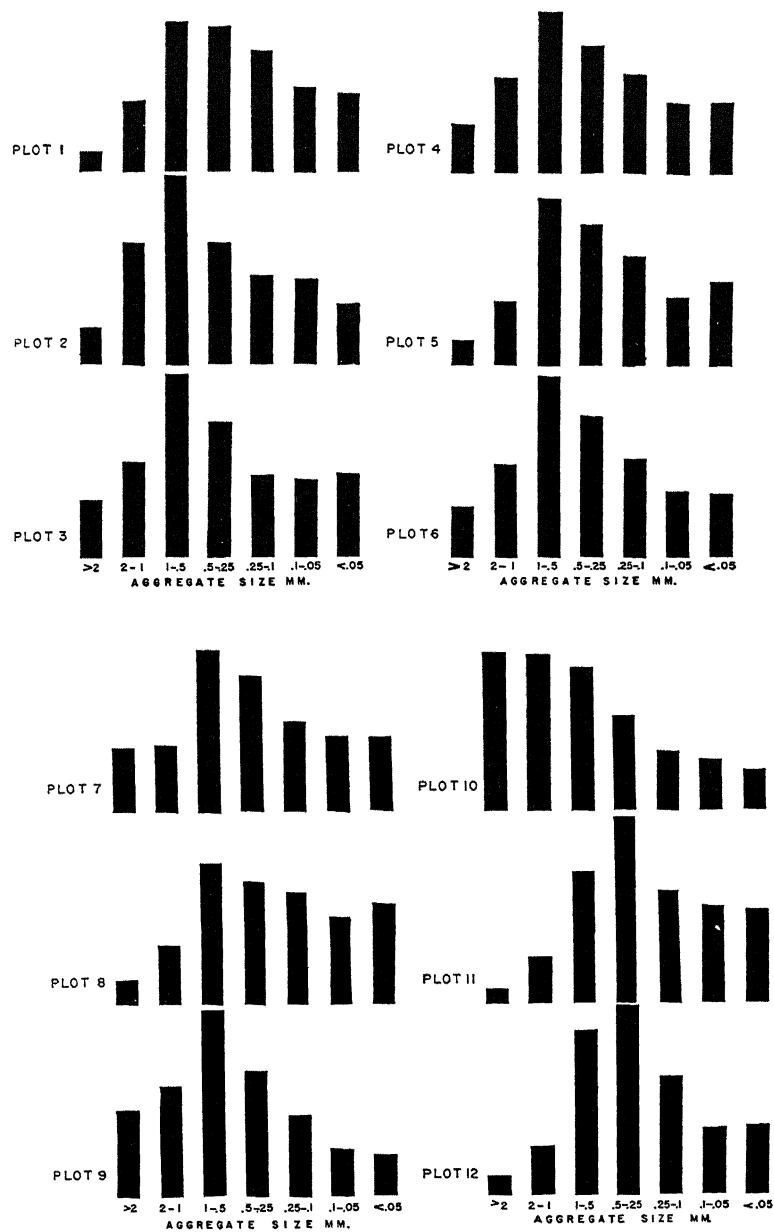 PLOT 1
PLOT 2
PLOT 3
>2 2-1 1-.5 .5-.25 .25-.1 .1-.05 <.05
AGGREGATE SIZE MM.
PLOT 4
PLOT 5
PLOT 6
>2 2-1 1-.5 .5-.25 .25-.1 .1-.05 <.05
AGGREGATE SIZE MM.
PLOT 7
PLOT 8
PLOT 9
>2 2-1 1-.5 .5-.25 .25-.1 .1-.05 <.05
AGGREGATE SIZE MM.
PLOT 10
PLOT 11
PLOT 12
>2 2-1 1-.5 .5-.25 .25-.1 .1-.05 <.05
AGGREGATE SIZE MM.